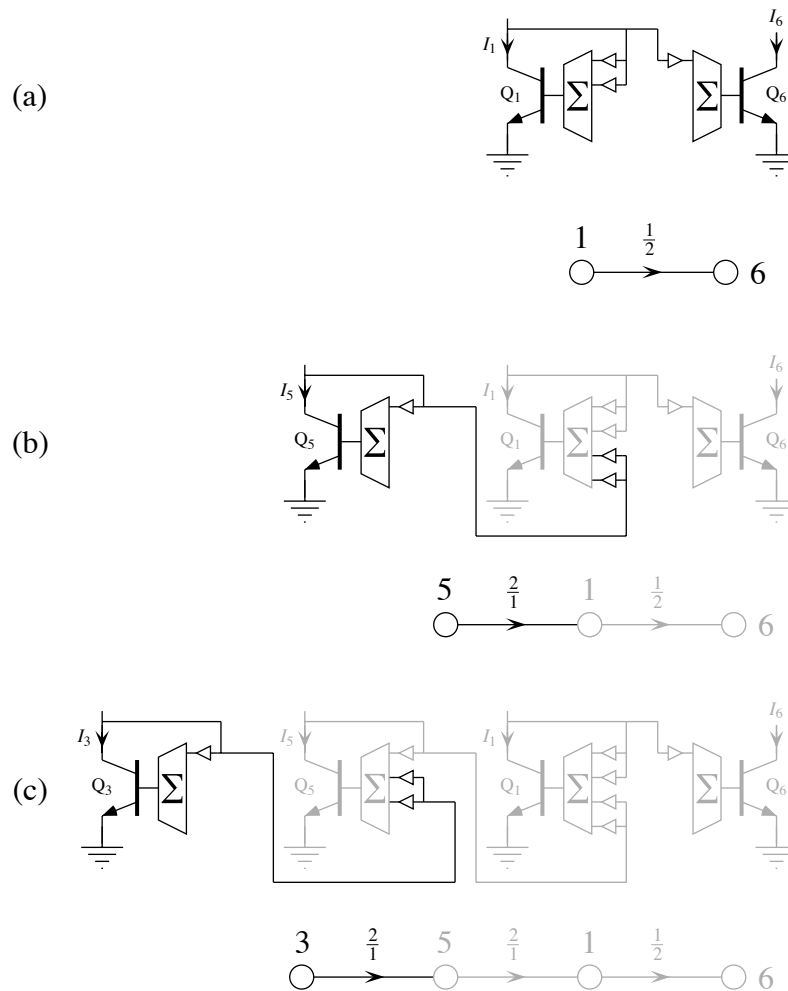 I₆
I₁
(a) Q₁ Σ Σ Q₆
1 1/2 6
I₆
I₅ I₁
(b) Q₅ Σ Q₁ Σ Σ Q₆
5 2/1 1 1/2 6
I₆
I₃ I₅ I₁
(c) Q₃ Σ Q₅ Σ Q₁ Σ Σ Q₆
3 2/1 5 2/1 1 1/2 6